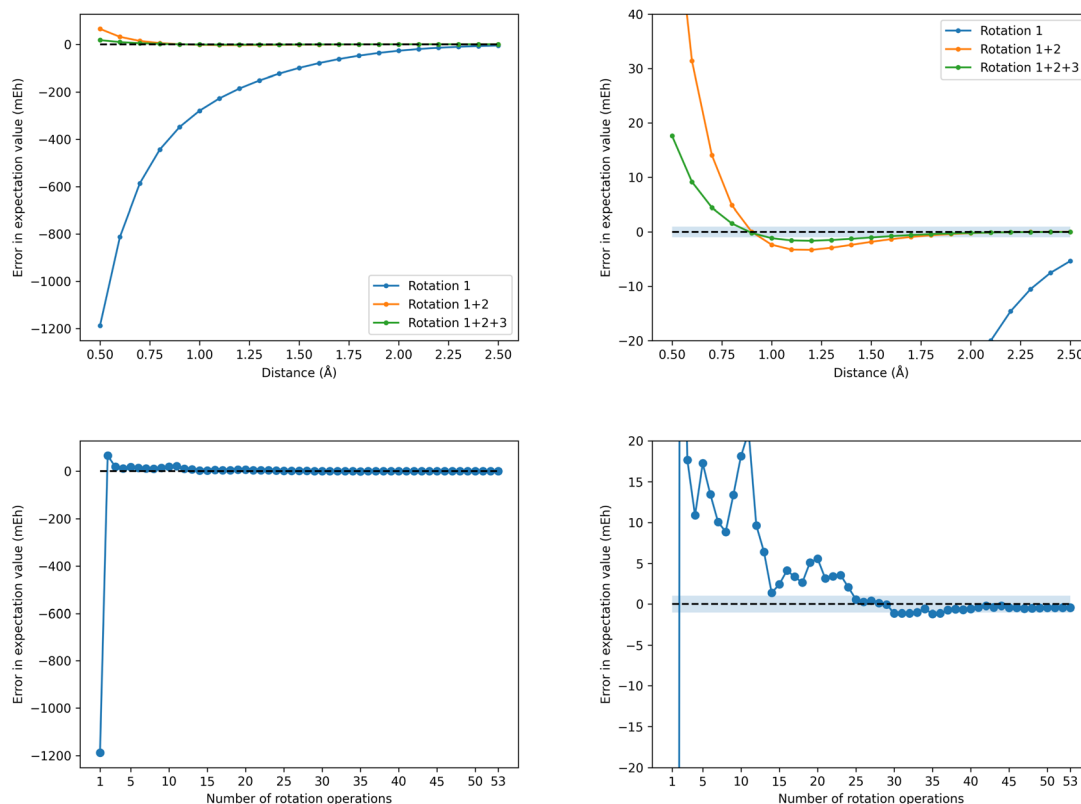 Error in expectation value (mEh)
0
−200
−400
−600
−800
−1000
−1200
0.50 0.75 1.00 1.25 1.50 1.75 2.00 2.25 2.50
Distance (Å)
Rotation 1
Rotation 1+2
Rotation 1+2+3
Error in expectation value (mEh)
40
30
20
10
0
−10
−20
0.50 0.75 1.00 1.25 1.50 1.75 2.00 2.25 2.50
Distance (Å)
Rotation 1
Rotation 1+2
Rotation 1+2+3
Error in expectation value (mEh)
0
−200
−400
−600
−800
−1000
−1200
1 5 10 15 20 25 30 35 40 45 50 53
Number of rotation operations
Error in expectation value (mEh)
20
15
10
5
0
−5
−10
−15
−20
1 5 10 15 20 25 30 35 40 45 50 53
Number of rotation operations